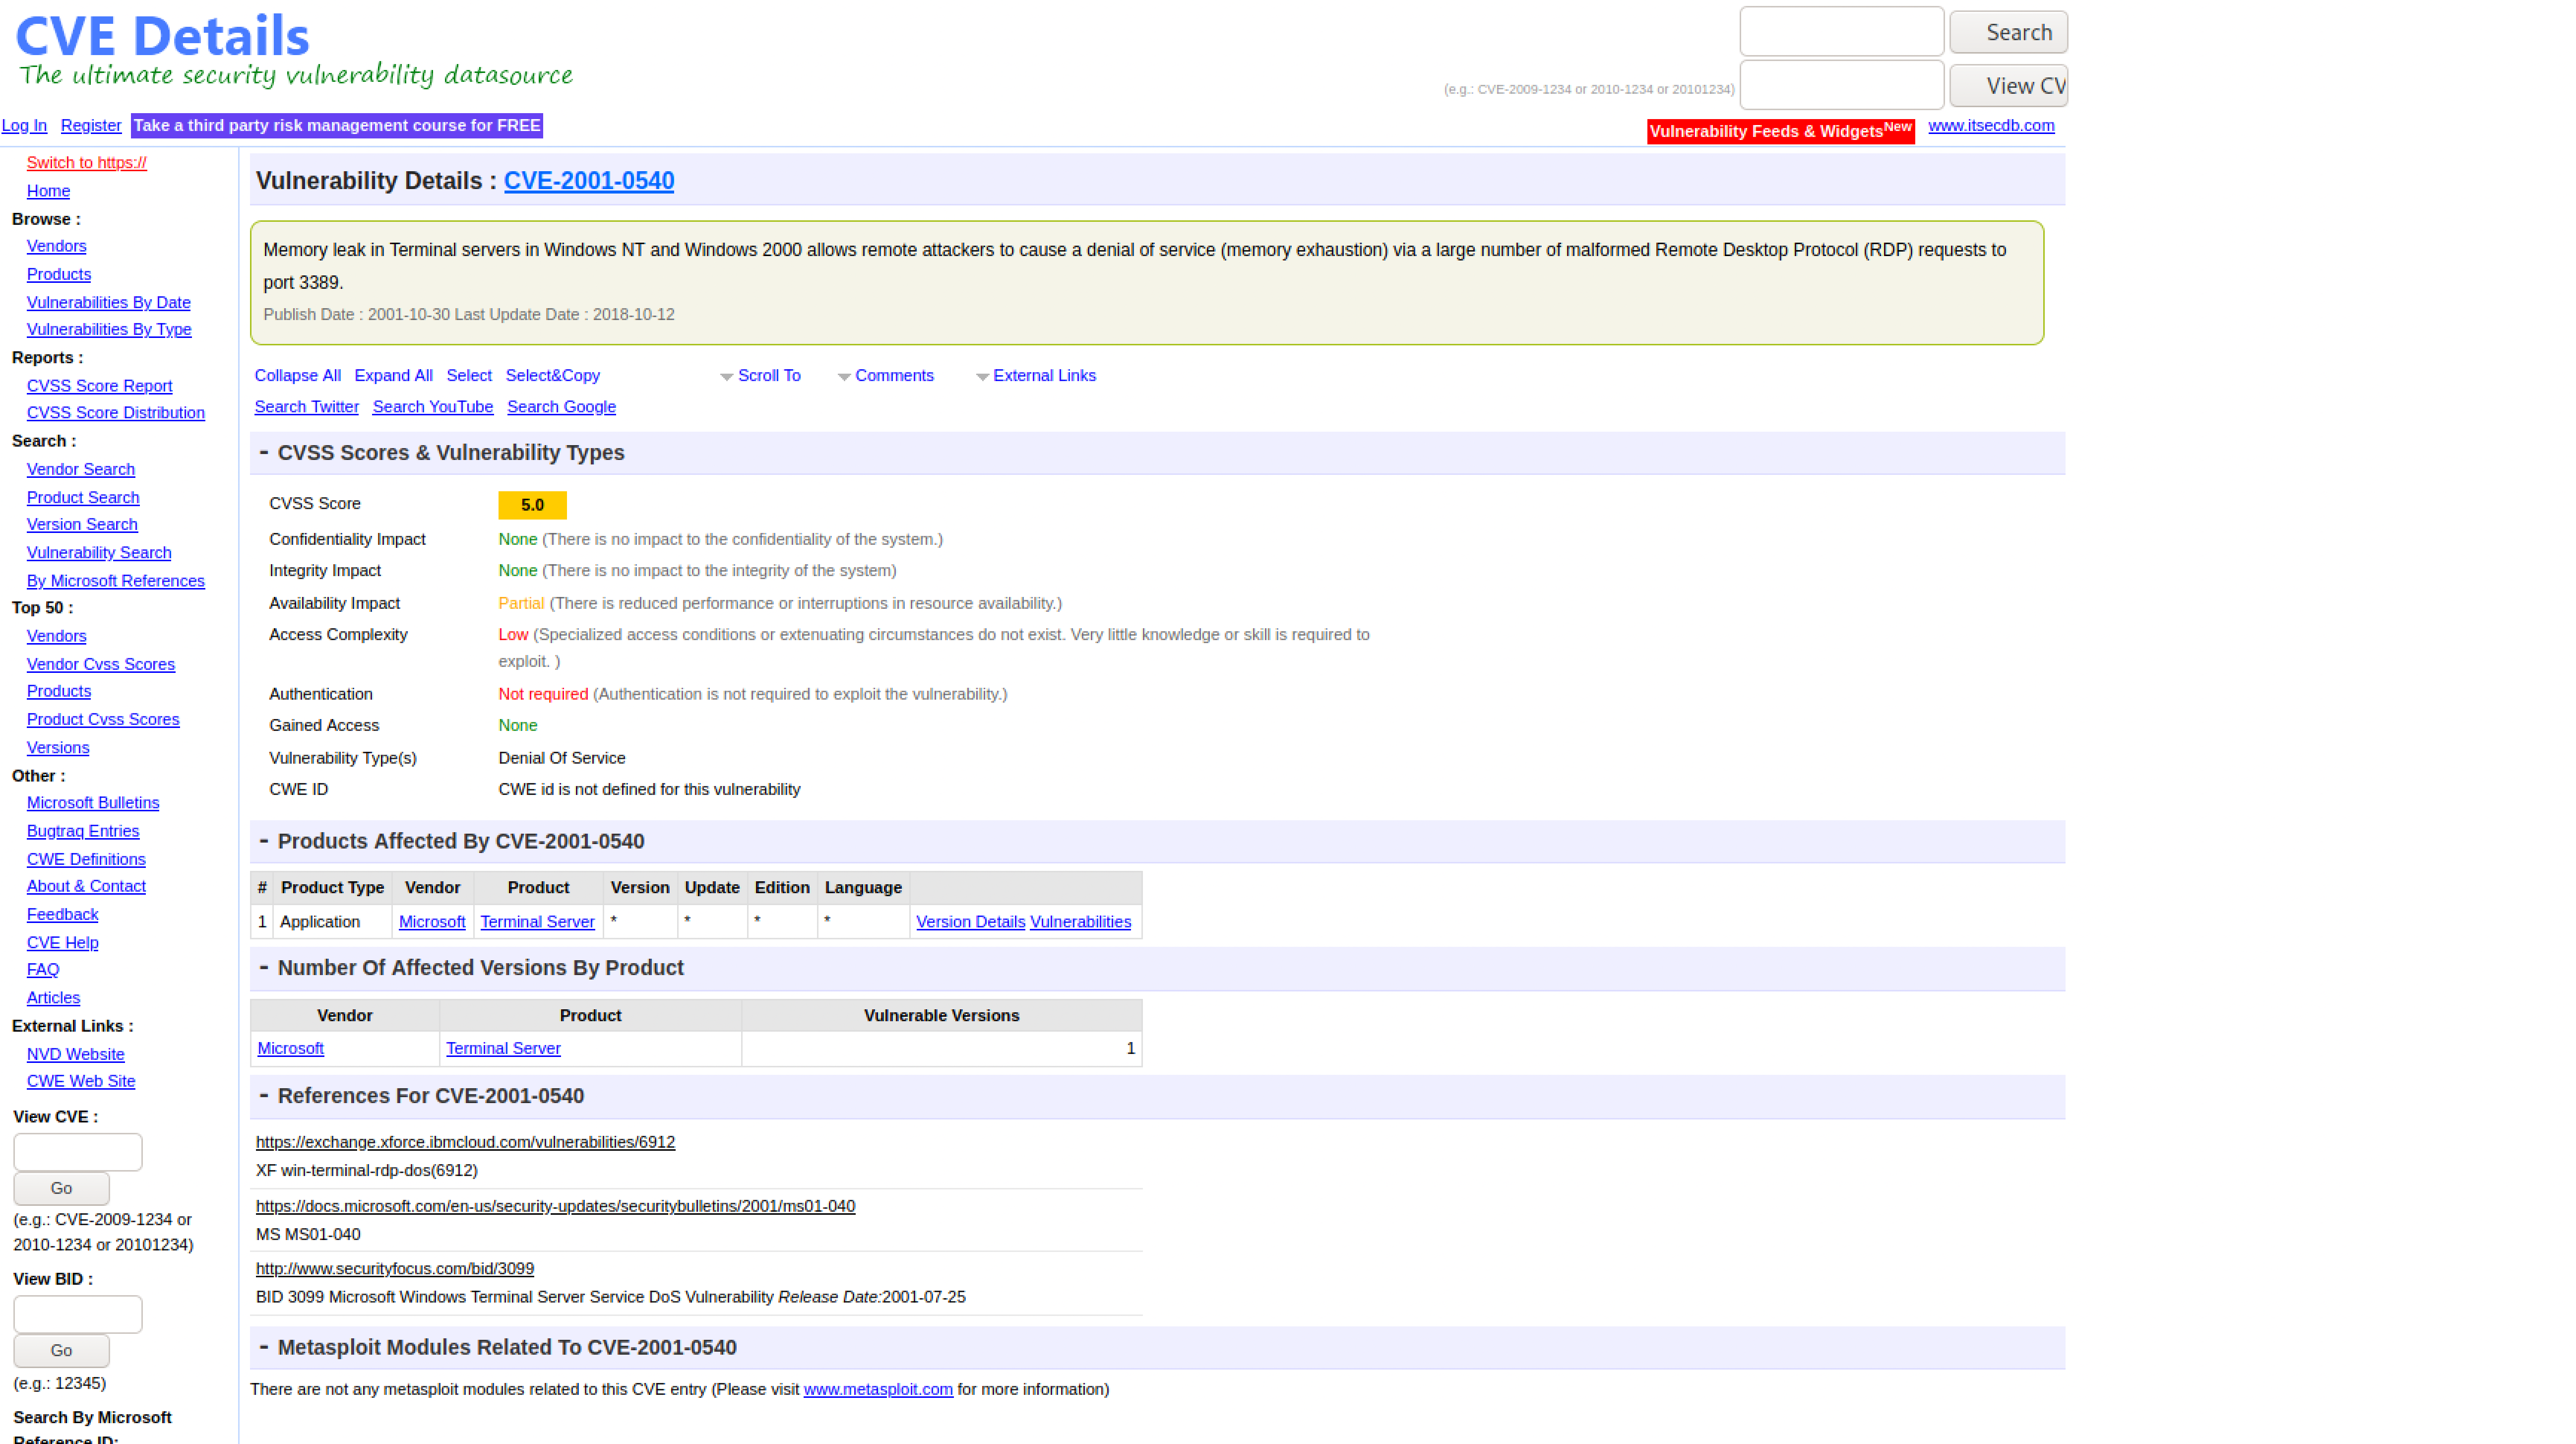 CVE Details
The ultimate security vulnerability datasource
Search
(e.g.: CVE-2009-1234 or 2010-1234 or 20101234)
View CV
Log In Register Take a third party risk management course for FREE
Vulnerability Feeds & WidgetsNew www.itsecdb.com
Switch to https://
Home
Browse :
Vendors
Products
Vulnerabilities By Date
Vulnerabilities By Type
Reports :
CVSS Score Report
CVSS Score Distribution
Search :
Vendor Search
Product Search
Version Search
Vulnerability Search
By Microsoft References
Top 50 :
Vendors
Vendor Cvss Scores
Products
Product Cvss Scores
Versions
Other :
Microsoft Bulletins
Bugtraq Entries
CWE Definitions
About & Contact
Feedback
CVE Help
FAQ
Articles
External Links :
NVD Website
CWE Web Site
View CVE :
Go
(e.g.: CVE-2009-1234 or
2010-1234 or 20101234)
View BID :
Go
(e.g.: 12345)
Search By Microsoft
Reference ID:
Vulnerability Details : CVE-2001-0540
Memory leak in Terminal servers in Windows NT and Windows 2000 allows remote attackers to cause a denial of service (memory exhaustion) via a large number of malformed Remote Desktop Protocol (RDP) requests to
port 3389.
Publish Date : 2001-10-30 Last Update Date : 2018-10-12
Collapse All Expand All Select Select&Copy Scroll To Comments External Links
Search Twitter Search YouTube Search Google
- CVSS Scores & Vulnerability Types
CVSS Score 5.0
Confidentiality Impact None (There is no impact to the confidentiality of the system.)
Integrity Impact None (There is no impact to the integrity of the system)
Availability Impact Partial (There is reduced performance or interruptions in resource availability.)
Access Complexity Low (Specialized access conditions or extenuating circumstances do not exist. Very little knowledge or skill is required to
exploit. )
Authentication Not required (Authentication is not required to exploit the vulnerability.)
Gained Access None
Vulnerability Type(s) Denial Of Service
CWE ID CWE id is not defined for this vulnerability
- Products Affected By CVE-2001-0540
# Product Type Vendor Product Version Update Edition Language
1 Application Microsoft Terminal Server * * * * Version Details Vulnerabilities
- Number Of Affected Versions By Product
Vendor Product Vulnerable Versions
Microsoft Terminal Server 1
- References For CVE-2001-0540
https://exchange.xforce.ibmcloud.com/vulnerabilities/6912
XF win-terminal-rdp-dos(6912)
https://docs.microsoft.com/en-us/security-updates/securitybulletins/2001/ms01-040
MS MS01-040
http://www.securityfocus.com/bid/3099
BID 3099 Microsoft Windows Terminal Server Service DoS Vulnerability Release Date:2001-07-25
- Metasploit Modules Related To CVE-2001-0540
There are not any metasploit modules related to this CVE entry (Please visit www.metasploit.com for more information)